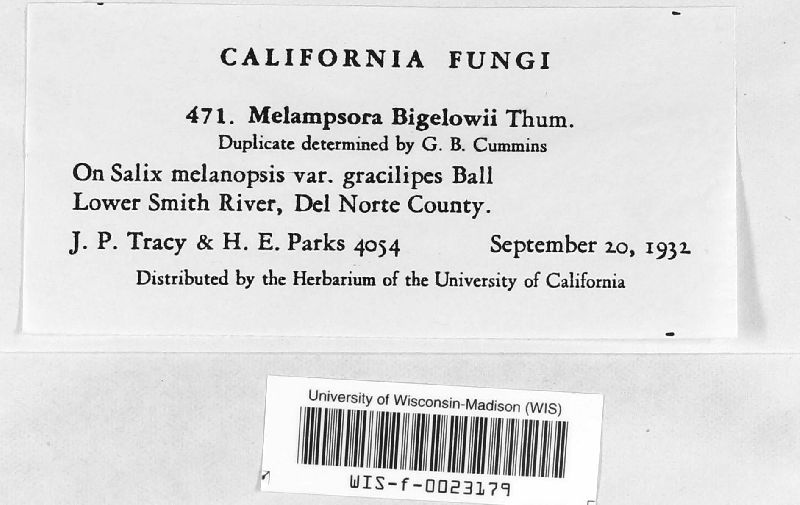 CALIFORNIA FUNGI
471. Melampsora Bigelowii Thum.
Duplicate determined by G. B. Cummins
On Salix melanopsis var. gracilipes Ball
Lower Smith River, Del Norte County.
J. P. Tracy & H. E. Parks 4054 September 20, 1932
Distributed by the Herbarium of the University of California
University of Wisconsin-Madison (WIS)
WIS-f-0023179